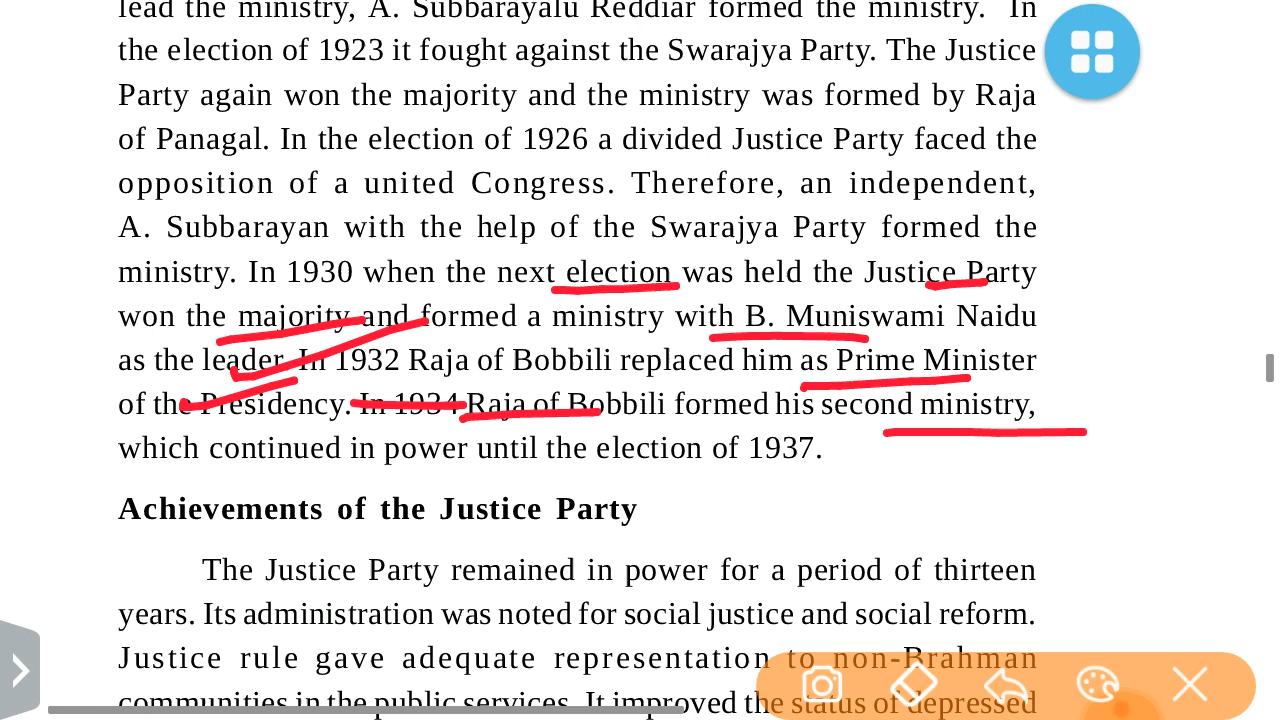 lead the ministry, A. Subbarayalu Reddiar formed the ministry. In
the election of 1923 it fought against the Swarajya Party. The Justice
Party again won the majority and the ministry was formed by Raja
of Panagal. In the election of 1926 a divided Justice Party faced the
opposition of a united Congress. Therefore, an independent,
A. Subbarayan with the help of the Swarajya Party formed the
ministry. In 1930 when the next election was held the Justice Party
won the majority and formed a ministry with B. Muniswami Naidu
as the leader. In 1932 Raja of Bobbili replaced him as Prime Minister
of the Presidency. In 1934 Raja of Bobbili formed his second ministry,
which continued in power until the election of 1937.
Achievements of the Justice Party
The Justice Party remained in power for a period of thirteen
years. Its administration was noted for social justice and social reform.
Justice rule gave adequate representation to non-Brahman
communities in the public services. It improved the status of depressed